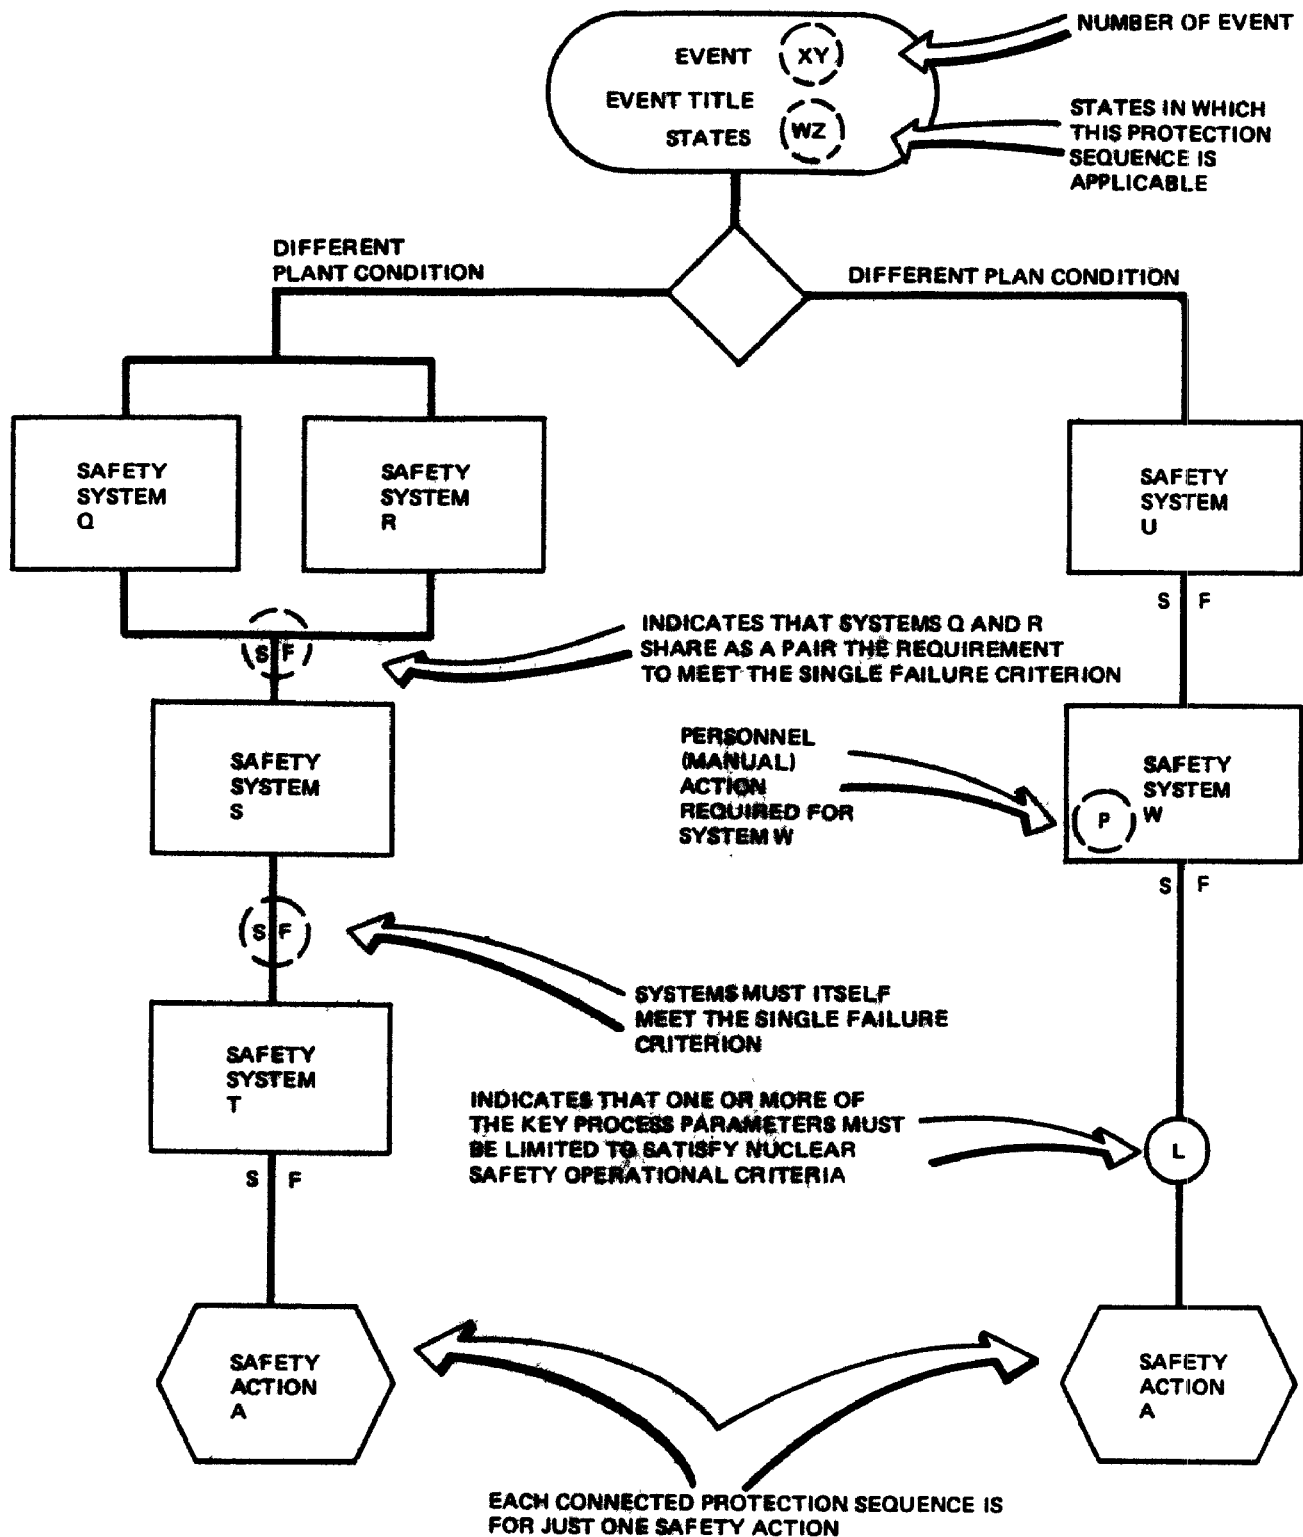 EVENT XY
EVENT TITLE
STATES WZ
NUMBER OF EVENT
STATES IN WHICH
THIS PROTECTION
SEQUENCE IS
APPLICABLE
DIFFERENT
PLANT CONDITION
DIFFERENT PLAN CONDITION
SAFETY
SYSTEM
Q
SAFETY
SYSTEM
R
SAFETY
SYSTEM
U
S F
S F
INDICATES THAT SYSTEMS Q AND R
SHARE AS A PAIR THE REQUIREMENT
TO MEET THE SINGLE FAILURE CRITERION
SAFETY
SYSTEM
S
PERSONNEL
(MANUAL)
ACTION
REQUIRED FOR
SYSTEM W
SAFETY
SYSTEM
W
P
S F
S F
SYSTEMS MUST ITSELF
MEET THE SINGLE FAILURE
CRITERION
SAFETY
SYSTEM
T
S F
INDICATES THAT ONE OR MORE OF
THE KEY PROCESS PARAMETERS MUST
BE LIMITED TO SATISFY NUCLEAR
SAFETY OPERATIONAL CRITERIA
L
SAFETY
ACTION
A
SAFETY
ACTION
A
EACH CONNECTED PROTECTION SEQUENCE IS
FOR JUST ONE SAFETY ACTION